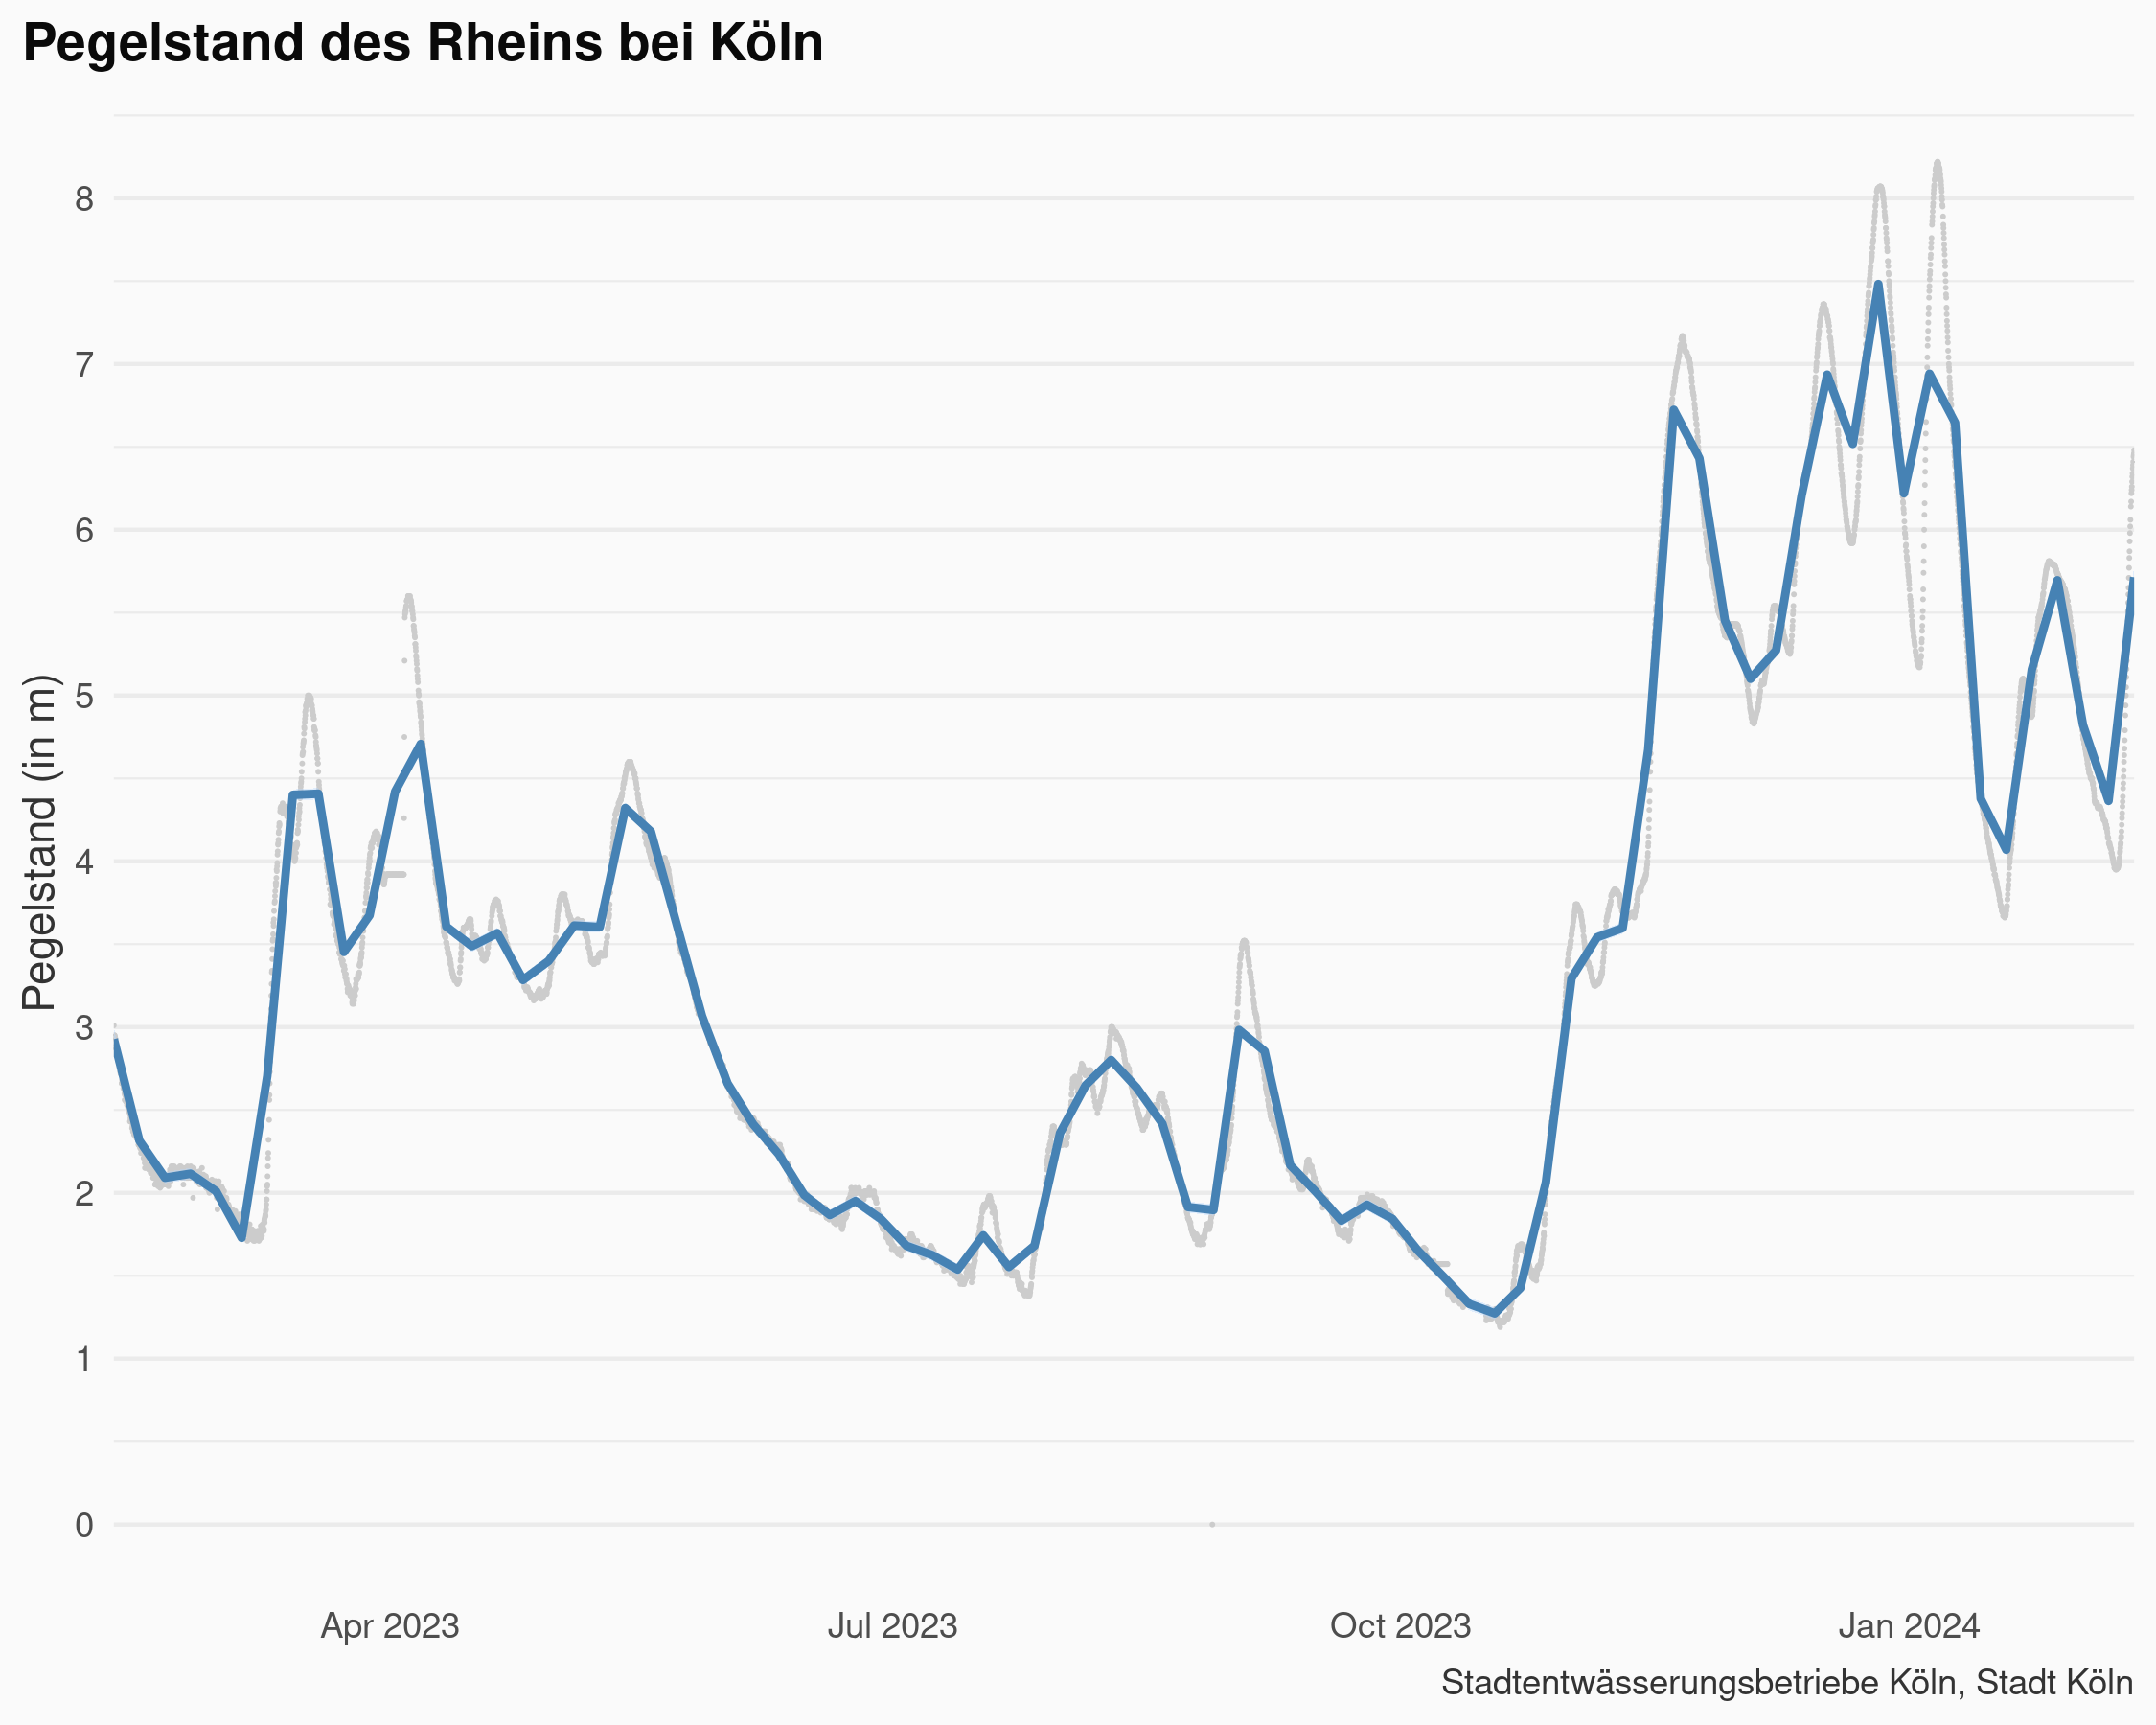 Pegelstand des Rheins bei Köln
Pegelstand (in m)
8
7
6
5
4
3
2
1
0
Apr 2023
Jul 2023
Oct 2023
Jan 2024
Stadtentwässerungsbetriebe Köln, Stadt Köln